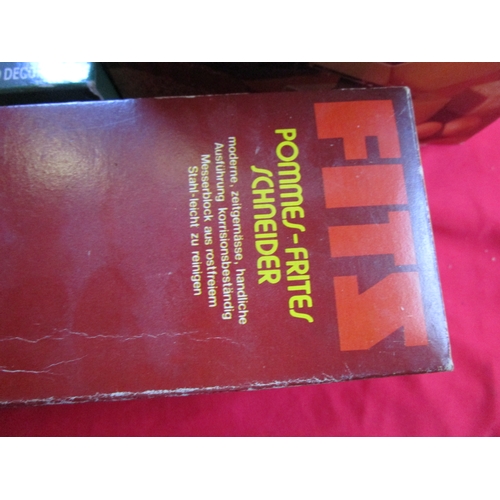 FITS
POMMES-FRITES
SCHNEIDER
moderne, zeitgemässe, handliche
Ausführung korrisionsbeständig
Messerblock aus rostfreiem
Stahl-leicht zu reinigen